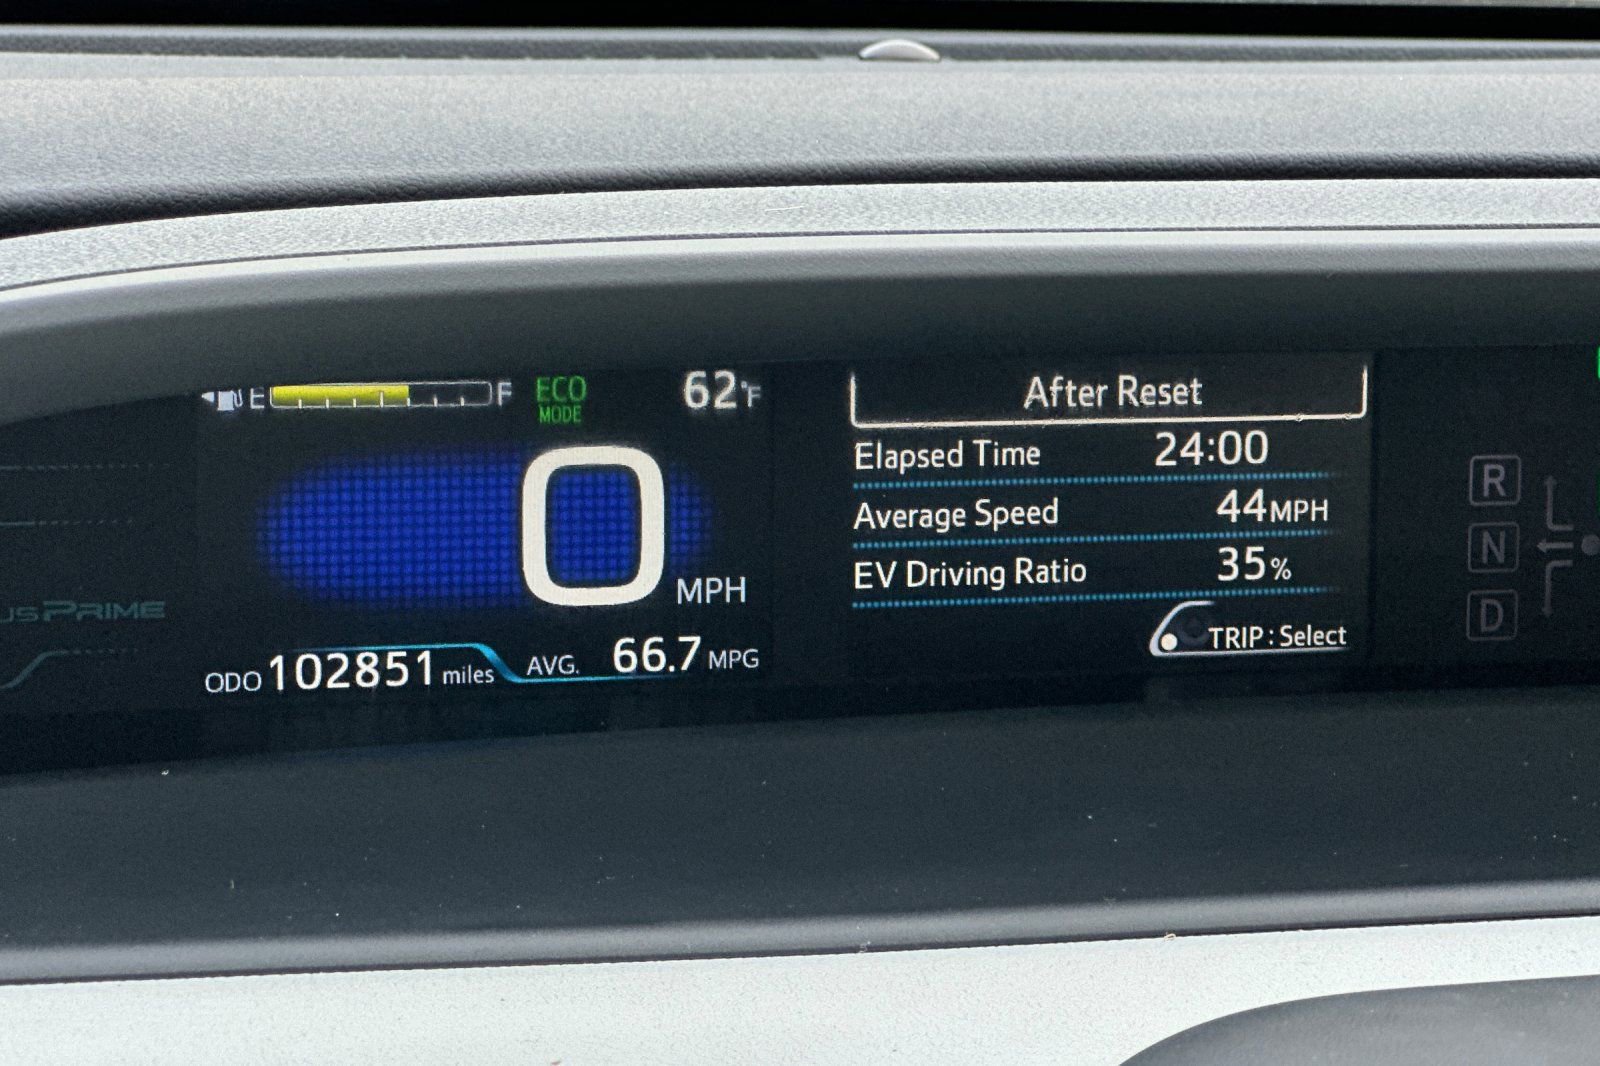 E F ECO 62°F
MODE
0 MPH
ODO 102851 miles AVG. 66.7 MPG
PRIME
After Reset
Elapsed Time 24:00
Average Speed 44 MPH
EV Driving Ratio 35%
TRIP : Select
R
N
D